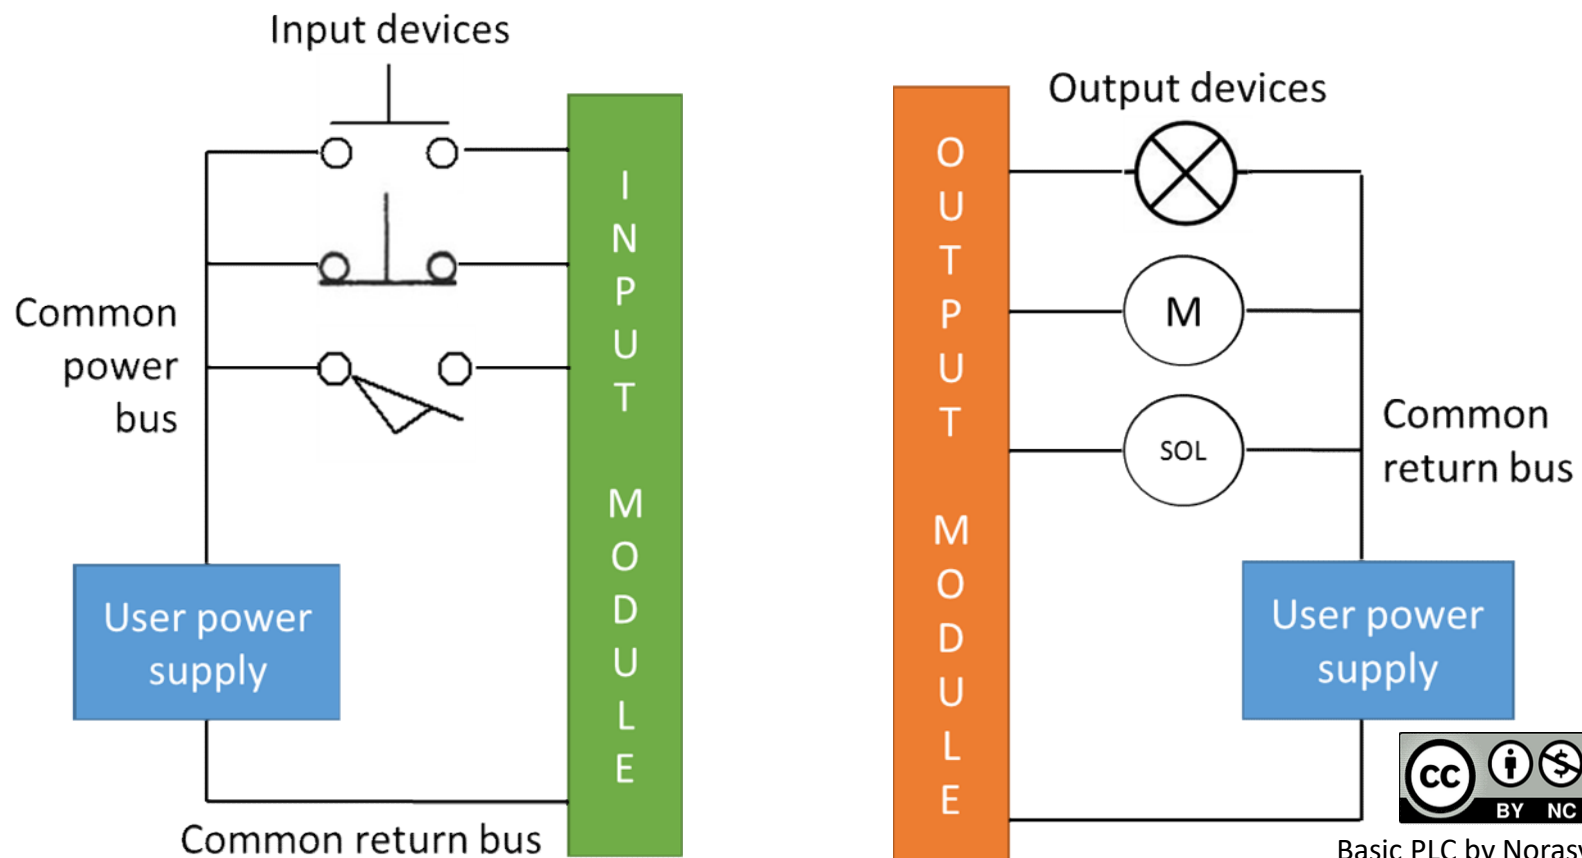 Input devices
Common
power
bus
INPUT MODULE
User power
supply
Common return bus
Output devices
OUTPUT MODULE
M
SOL
Common
return bus
User power
supply
cc
BY NC
Basic PLC by